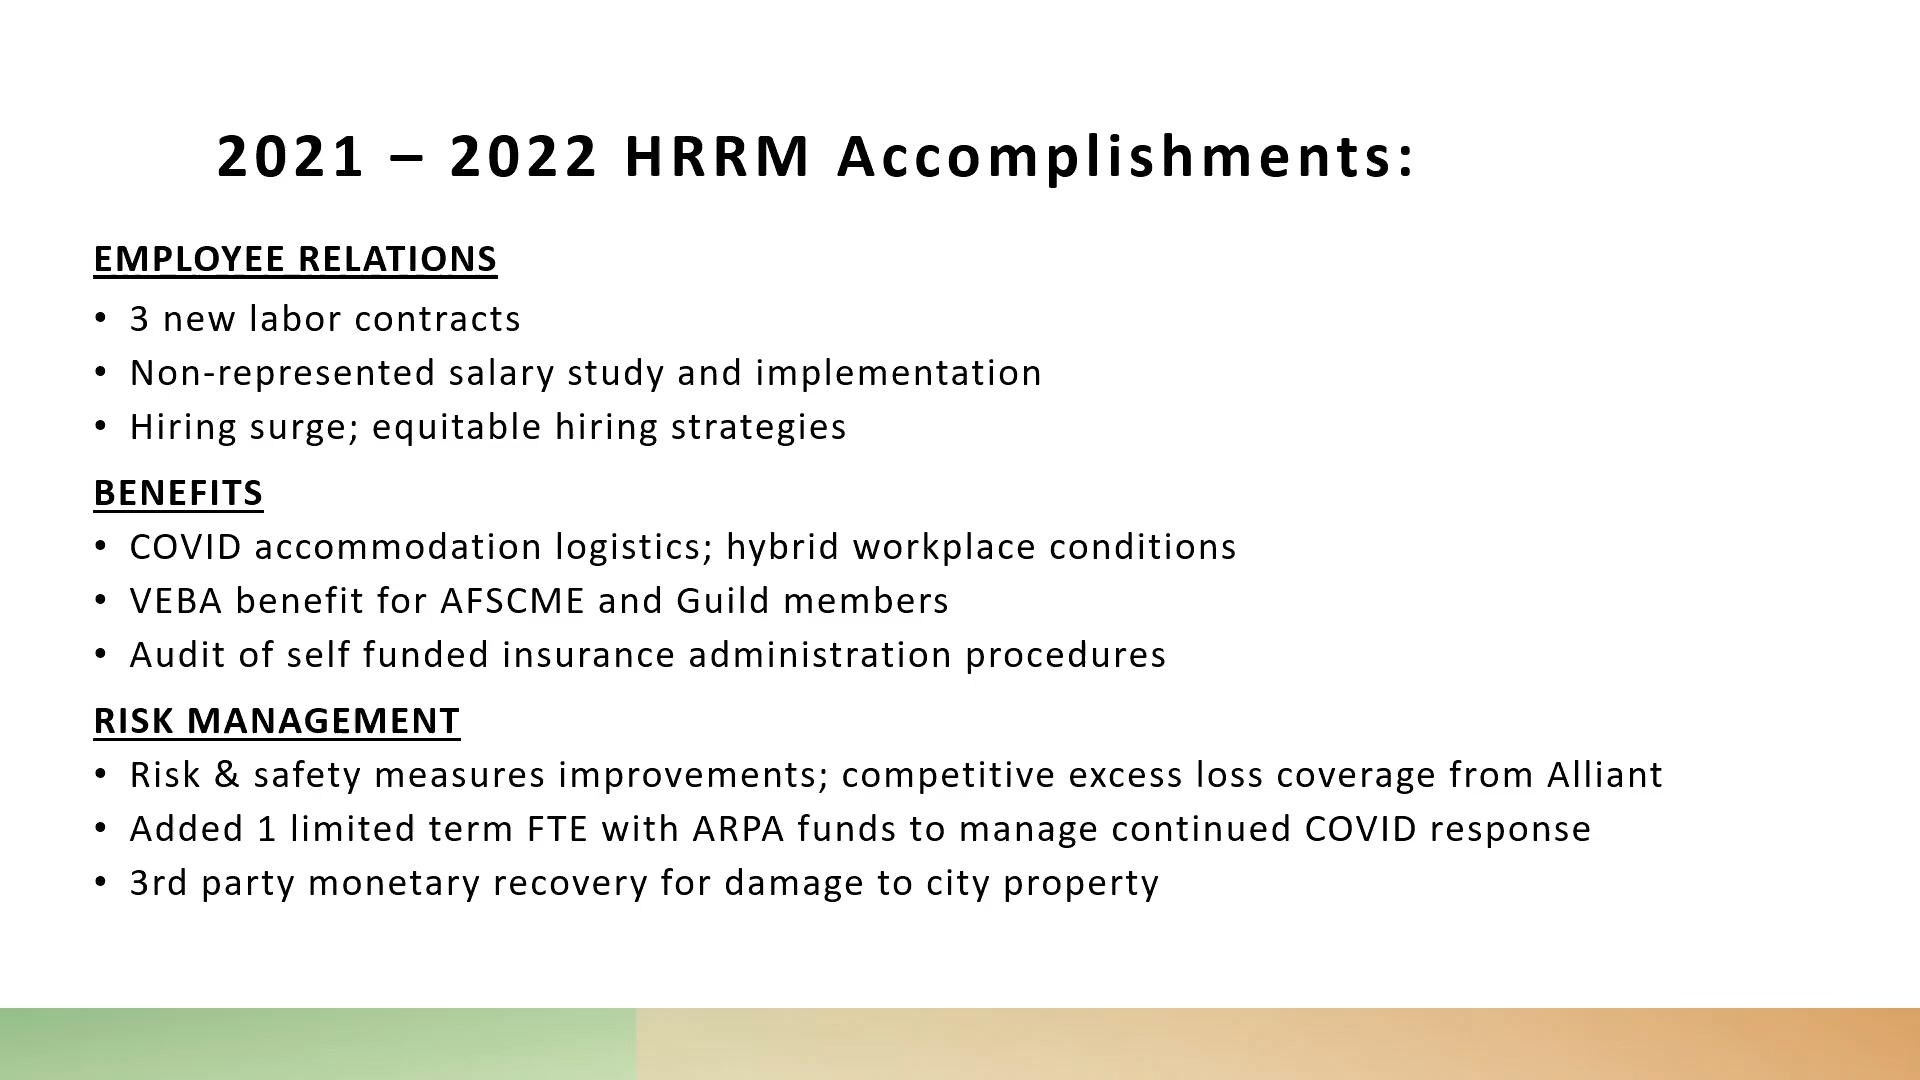 2021 – 2022 HRRM Accomplishments:
EMPLOYEE RELATIONS
• 3 new labor contracts
• Non-represented salary study and implementation
• Hiring surge; equitable hiring strategies
BENEFITS
• COVID accommodation logistics; hybrid workplace conditions
• VEBA benefit for AFSCME and Guild members
• Audit of self funded insurance administration procedures
RISK MANAGEMENT
• Risk & safety measures improvements; competitive excess loss coverage from Alliant
• Added 1 limited term FTE with ARPA funds to manage continued COVID response
• 3rd party monetary recovery for damage to city property